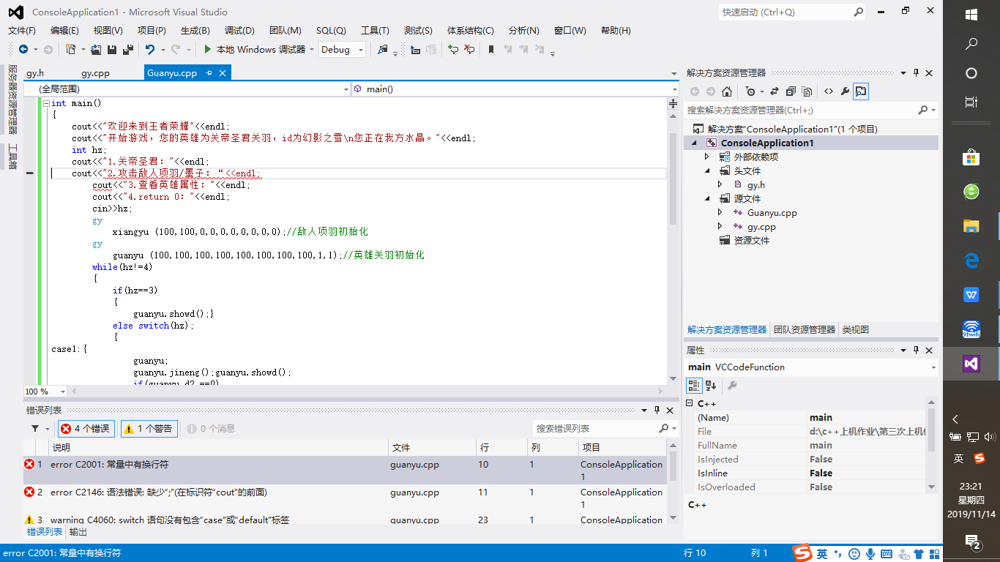 ConsoleApplication1 - Microsoft Visual Studio
快速启动 (Ctrl+Q)
文件(F) 编辑(E) 视图(V) 项目(P) 生成(B) 调试(D) 团队(M) SQL(Q) 工具(T) 测试(S) 体系结构(C) 分析(N) 窗口(W) 帮助(H)
本地 Windows 调试器 Debug
服务器资源管理器
工具箱
gy.h gy.cpp Guanyu.cpp
(全局范围) main()
int main()
{
cout<<"欢迎来到王者荣耀"<<endl;
cout<<"开始游戏，您的英雄为关帝圣君关羽，id为幻影之雪\n您正在我方水晶。"<<endl;
int hz;
cout<<"1.关帝圣君："<<endl;
cout<<"2.攻击敌人项羽/墨子：“<<endl;
cout<<"3.查看英雄属性："<<endl;
cout<<"4.return 0："<<endl;
cin>>hz;
gy
xiangyu (100,100,0,0,0,0,0,0,0,0);//敌人项羽初始化
gy
guanyu (100,100,100,100,100,100,100,100,1,1);//英雄关羽初始化
while(hz!=4)
{
if(hz==3)
{
guanyu.showd();}
else switch(hz);
{
case1:{
guanyu;
guanyu.jineng();guanyu.showd();
if(guanyu.d2 ==0)
100 %
错误列表
4 个错误 1 个警告 0 个消息 搜索错误列表
说明 文件 行 列 项目
1 error C2001: 常量中有换行符 guanyu.cpp 10 1 ConsoleApplication
1
2 error C2146: 语法错误: 缺少“;”(在标识符“cout”的前面) guanyu.cpp 11 1 ConsoleApplication
1
3 warning C4060: switch 语句没有包含“case”或“default”标签 guanyu.cpp 23 1 ConsoleApplication
错误列表 输出
error C2001: 常量中有换行符 行 10 列 1
解决方案资源管理器
搜索解决方案资源管理器(Ctrl+;)
解决方案“ConsoleApplication1”(1 个项目)
ConsoleApplication1
外部依赖项
头文件
gy.h
源文件
Guanyu.cpp
gy.cpp
资源文件
解决方案资源管理器 团队资源管理器 类视图
属性
main VCCodeFunction
C++
(Name) main
File d:\c++上机作业\第三次上机
FullName main
IsInjected False
IsInline False
IsOverloaded False
C++
S 英
91wifi
英 S
23:21
星期四
2019/11/14
2